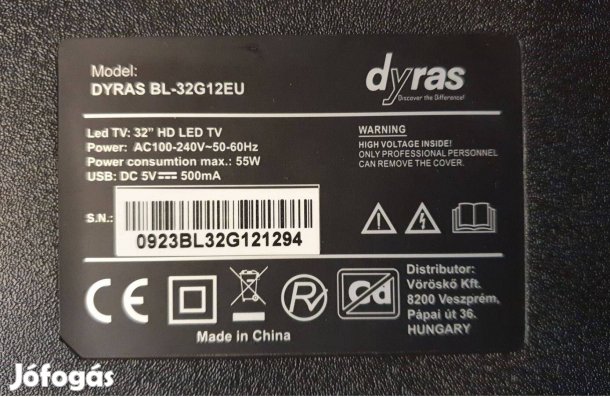 Model:
DYRAS BL-32G12EU
dyras
Discover the Difference!
Led TV: 32" HD LED TV
Power: AC100-240V~50-60Hz
Power consumtion max.: 55W
USB: DC 5V⎓ 500mA
WARNING
HIGH VOLTAGE INSIDE!
ONLY PROFESSIONAL PERSONNEL
CAN REMOVE THE COVER.
S.N.:
0923BL32G121294
CE
R
Cd
Made in China
Distributor:
Vöröskő Kft.
8200 Veszprém,
Pápai út 36.
HUNGARY
Jófogás